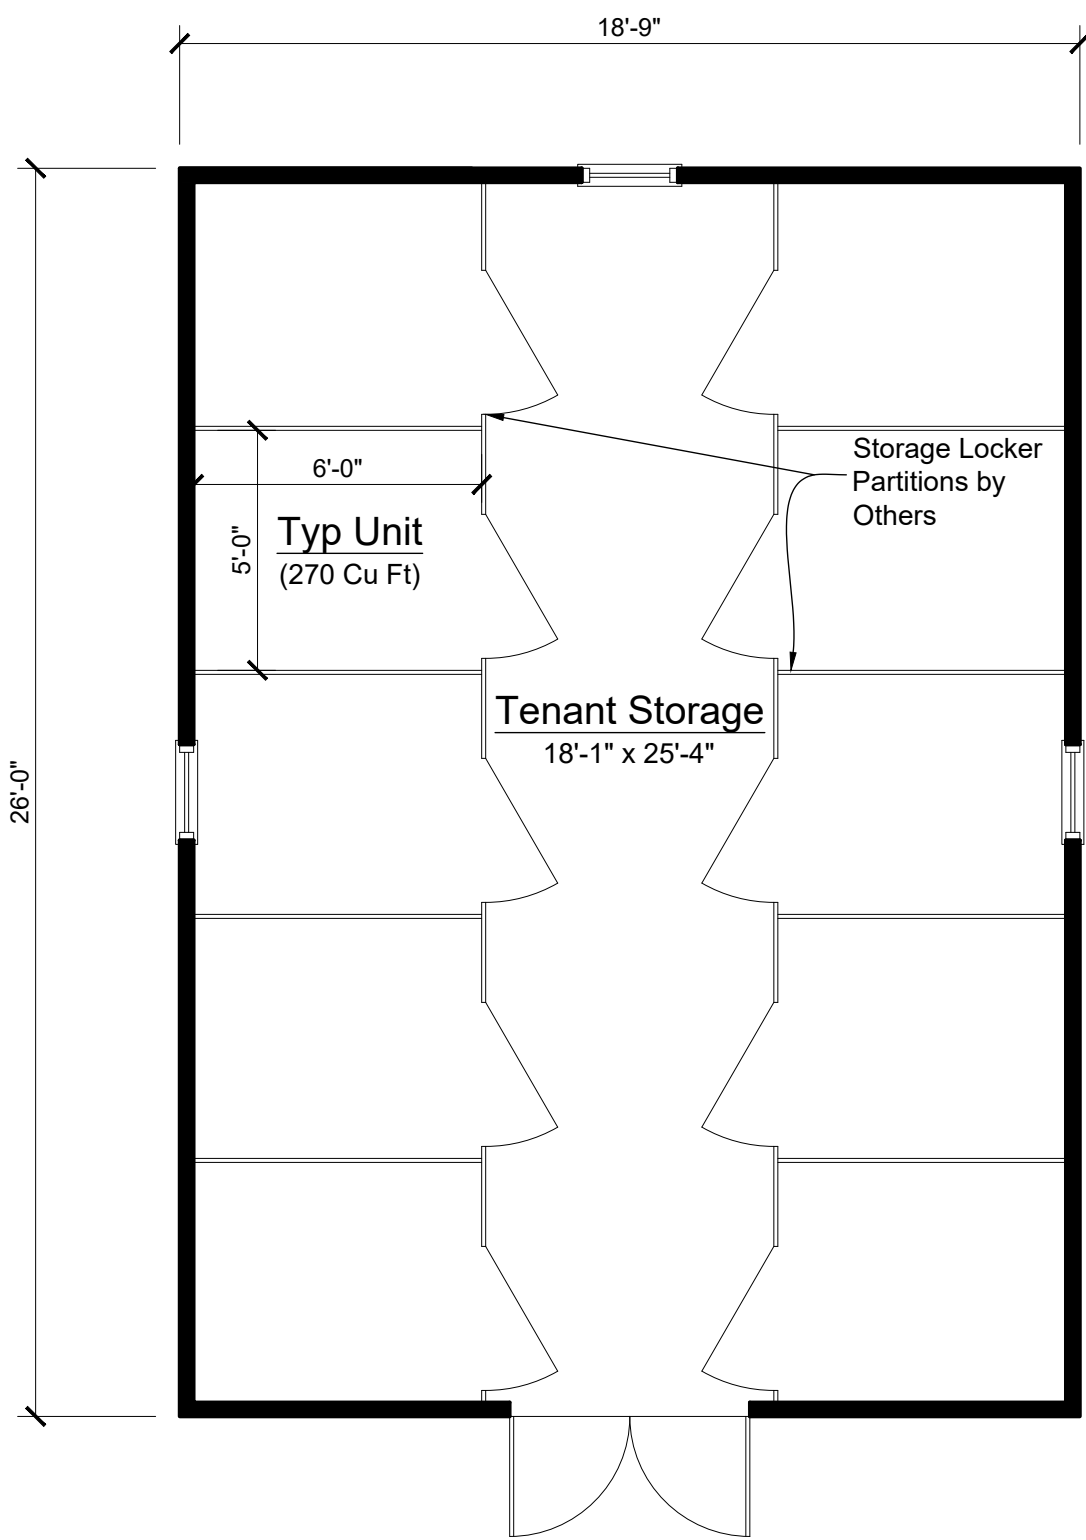 18'-9"
Storage Locker
Partitions by
Others
6'-0"
Typ Unit
(270 Cu Ft)
5'-0"
Tenant Storage
18'-1" x 25'-4"
26'-0"